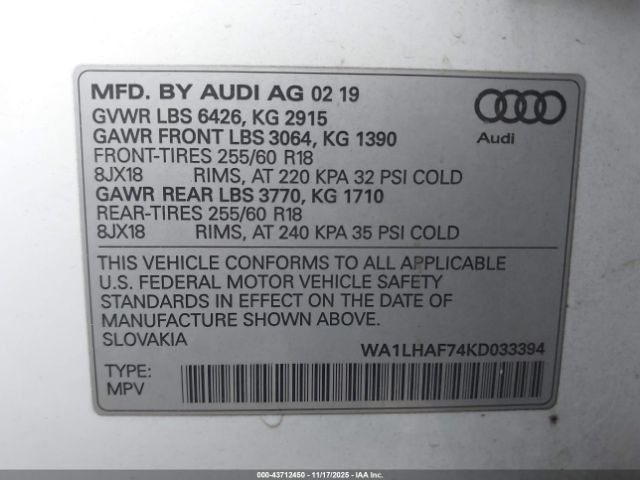 MFD. BY AUDI AG 02 19
GVWR LBS 6426, KG 2915
GAWR FRONT LBS 3064, KG 1390
FRONT-TIRES 255/60 R18
8JX18 RIMS, AT 220 KPA 32 PSI COLD
GAWR REAR LBS 3770, KG 1710
REAR-TIRES 255/60 R18
8JX18 RIMS, AT 240 KPA 35 PSI COLD
Audi
THIS VEHICLE CONFORMS TO ALL APPLICABLE
U.S. FEDERAL MOTOR VEHICLE SAFETY
STANDARDS IN EFFECT ON THE DATE OF
MANUFACTURE SHOWN ABOVE.
SLOVAKIA
WA1LHAF74KD033394
TYPE:
MPV
000-43712450 - 11/17/2025 - copart.com